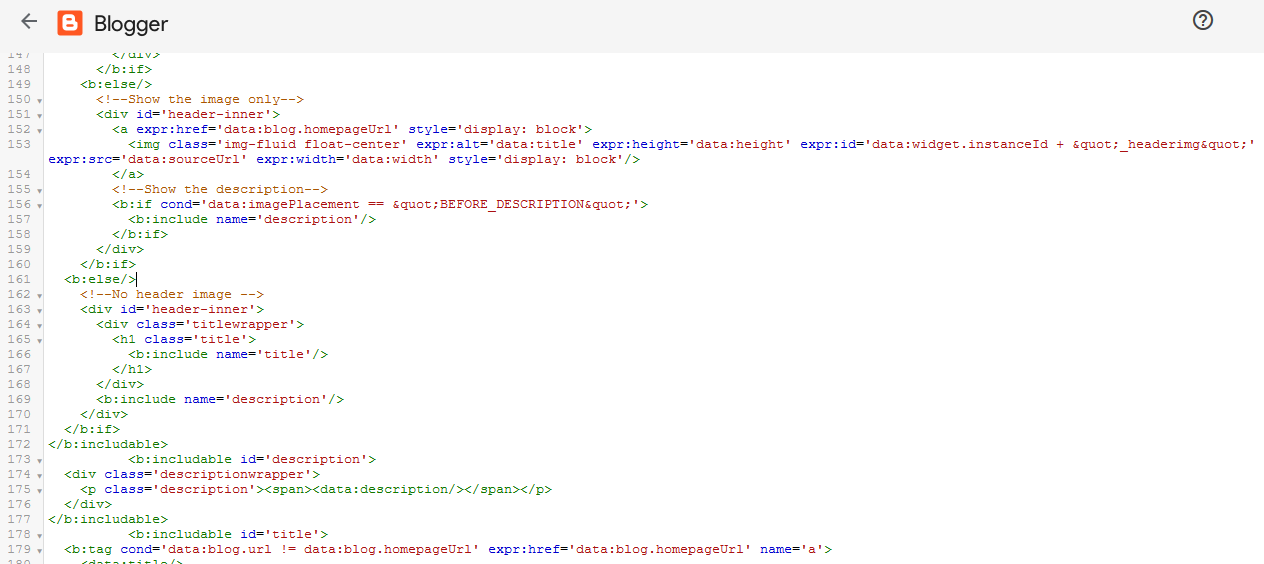 Blogger
147 </div>
148 </b:if>
149 <b:else/>
150 <!--Show the image only-->
151 <div id='header-inner'>
152 <a expr:href='data:blog.homepageUrl' style='display: block'>
153 <img class='img-fluid float-center' expr:alt='data:title' expr:height='data:height' expr:id='data:widget.instanceId + &quot;_headerimg&quot;'
expr:src='data:sourceUrl' expr:width='data:width' style='display: block'/>
154 </a>
155 <!--Show the description-->
156 <b:if cond='data:imagePlacement == &quot;BEFORE_DESCRIPTION&quot;'>
157 <b:include name='description'/>
158 </b:if>
159 </div>
160 </b:if>
161 <b:else/>
162 <!--No header image -->
163 <div id='header-inner'>
164 <div class='titlewrapper'>
165 <h1 class='title'>
166 <b:include name='title'/>
167 </h1>
168 </div>
169 <b:include name='description'/>
170 </div>
171 </b:if>
172 </b:includable>
173 <b:includable id='description'>
174 <div class='descriptionwrapper'>
175 <p class='description'><span><data:description/></span></p>
176 </div>
177 </b:includable>
178 <b:includable id='title'>
179 <b:tag cond='data:blog.url != data:blog.homepageUrl' expr:href='data:blog.homepageUrl' name='a'>
180 <data:title/>